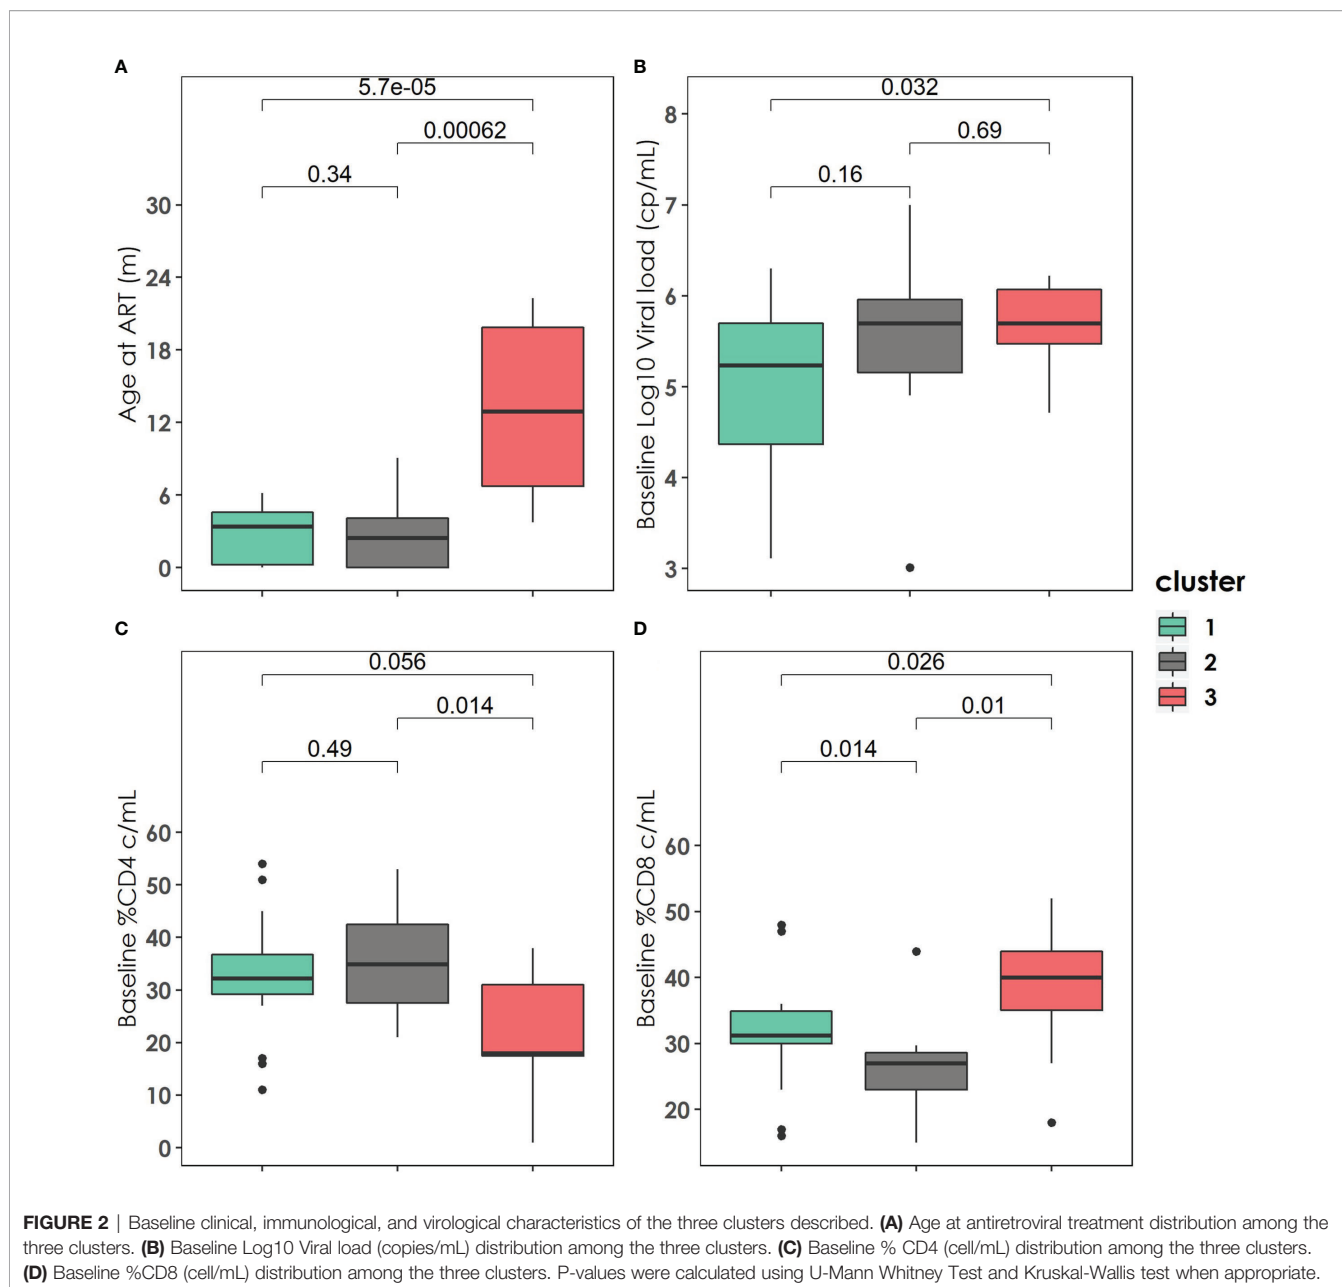 A
5.7e-05
0.00062
0.34
30
24
18
12
6
0
Age at ART (m)
B
0.032
0.69
0.16
8
7
6
5
4
3
Baseline Log10 Viral load (cp/mL)
C
0.056
0.014
0.49
60
50
40
30
20
10
0
Baseline %CD4 c/mL
D
0.026
0.01
0.014
60
50
40
30
20
Baseline %CD8 c/mL
cluster
1
2
3
FIGURE 2 | Baseline clinical, immunological, and virological characteristics of the three clusters described. (A) Age at antiretroviral treatment distribution among the
three clusters. (B) Baseline Log10 Viral load (copies/mL) distribution among the three clusters. (C) Baseline % CD4 (cell/mL) distribution among the three clusters.
(D) Baseline %CD8 (cell/mL) distribution among the three clusters. P-values were calculated using U-Mann Whitney Test and Kruskal-Wallis test when appropriate.